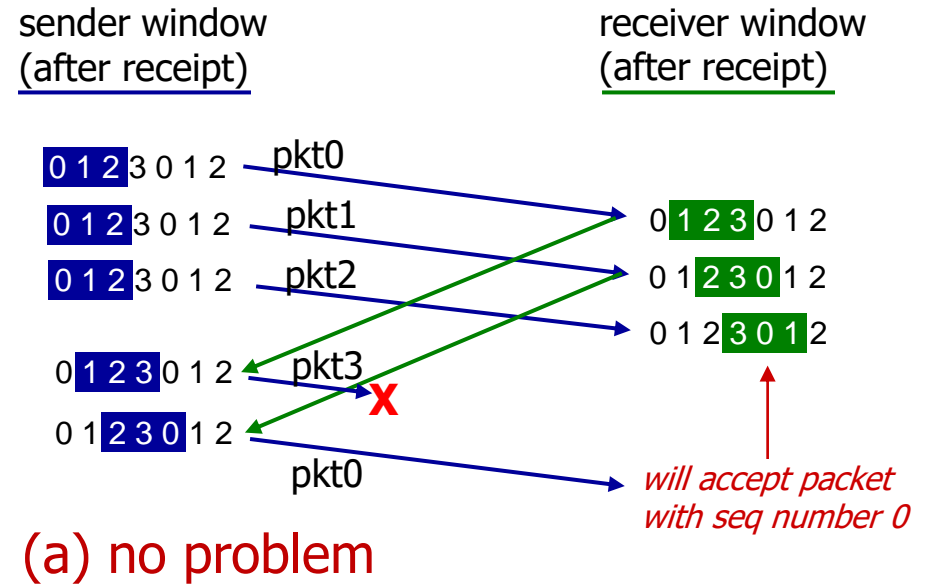 sender window
(after receipt)
receiver window
(after receipt)
0 1 2 3 0 1 2
pkt0
0 1 2 3 0 1 2
pkt1
0 1 2 3 0 1 2
0 1 2 3 0 1 2
pkt2
0 1 2 3 0 1 2
0 1 2 3 0 1 2
0 1 2 3 0 1 2
pkt3
X
0 1 2 3 0 1 2
pkt0
will accept packet
with seq number 0
(a) no problem